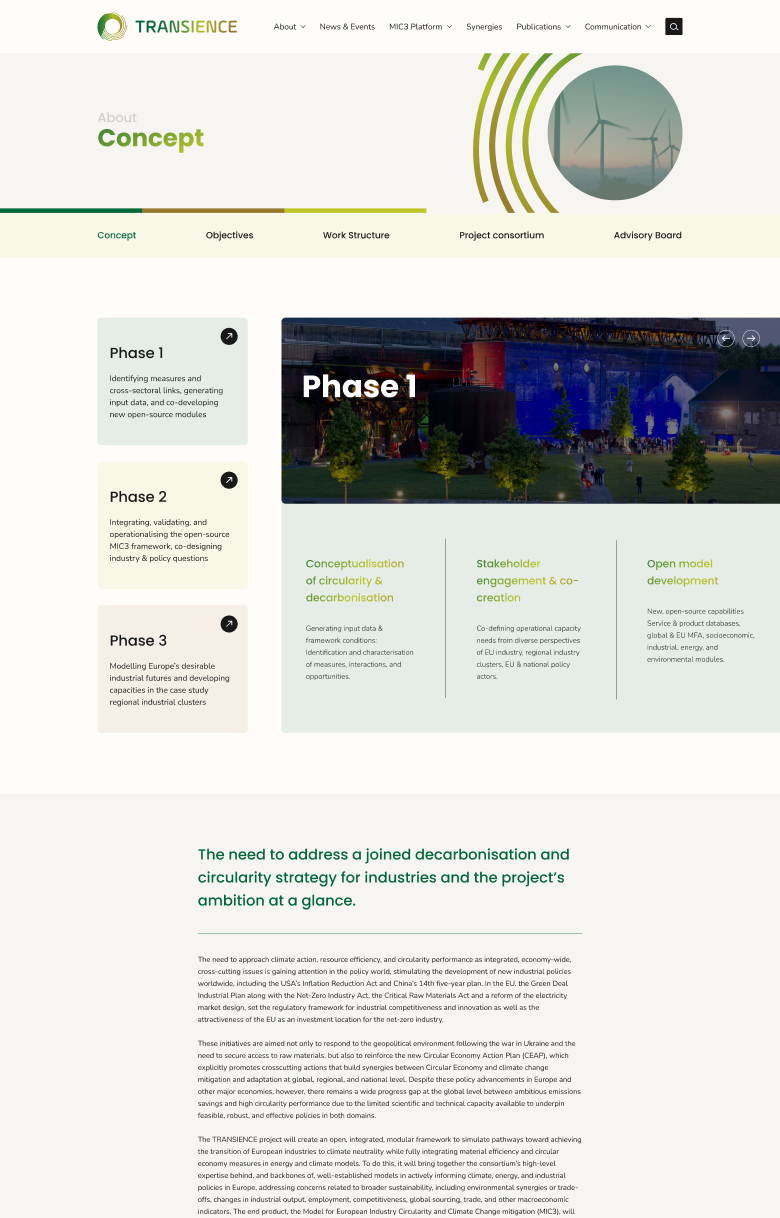 TRANSIENCE
About
News & Events
MIC3 Platform
Synergies
Publications
Communication
About
Concept
Concept
Objectives
Work Structure
Project consortium
Advisory Board
Phase 1
Identifying measures and
cross-sectoral links, generating
input data, and co-developing
new open-source modules
Phase 2
Integrating, validating, and
operationalising the open-source
MIC3 framework, co-designing
industry & policy questions
Phase 3
Modelling Europe's desirable
industrial futures and developing
capacities in the case study
regional industrial clusters
Phase 1
Conceptualisation
of circularity &
decarbonisation
Generating input data &
framework conditions:
Identification and characterisation
of measures, interactions, and
opportunities.
Stakeholder
engagement & co-
creation
Co-defining operational capacity
needs from diverse perspectives
of EU industry, regional industry
clusters, EU & national policy
actors.
Open model
development
New, open-source capabilities
Service & product databases,
global & EU MFA, socioeconomic,
industrial, energy, and
environmental modules.
The need to address a joined decarbonisation and
circularity strategy for industries and the project's
ambition at a glance.
The need to approach climate action, resource efficiency, and circularity performance as integrated, economy-wide,
cross-cutting issues is gaining attention in the policy world, stimulating the development of new industrial policies
worldwide, including the USA's Inflation Reduction Act and China's 14th five-year plan. In the EU, the Green Deal
Industrial Plan along with the Net-Zero Industry Act, the Critical Raw Materials Act and a reform of the electricity
market design, set the regulatory framework for industrial competitiveness and innovation as well as the
attractiveness of the EU as an investment location for the net-zero industry.
These initiatives are aimed not only to respond to the geopolitical environment following the war in Ukraine and the
need to secure access to raw materials, but also to reinforce the new Circular Economy Action Plan (CEAP), which
explicitly promotes crosscutting actions that build synergies between Circular Economy and climate change
mitigation and adaptation at global, regional, and national level. Despite these policy advancements in Europe and
other major economies, however, there remains a wide progress gap at the global level between ambitious emissions
savings and high circularity performance due to the limited scientific and technical capacity available to underpin
feasible, robust, and effective policies in both domains.
The TRANSIENCE project will create an open, integrated, modular framework to simulate pathways toward achieving
the transition of European industries to climate neutrality while fully integrating material efficiency and circular
economy measures in energy and climate models. To do this, it will bring together the consortium's high-level
expertise behind, and backbones of, well-established models in actively informing climate, energy, and industrial
policies in Europe, addressing concerns related to broader sustainability, including environmental synergies or trade-
offs, changes in industrial output, employment, competitiveness, global sourcing, trade, and other macroeconomic
indicators. The end product, the Model for European Industry Circularity and Climate Change mitigation (MIC3), will